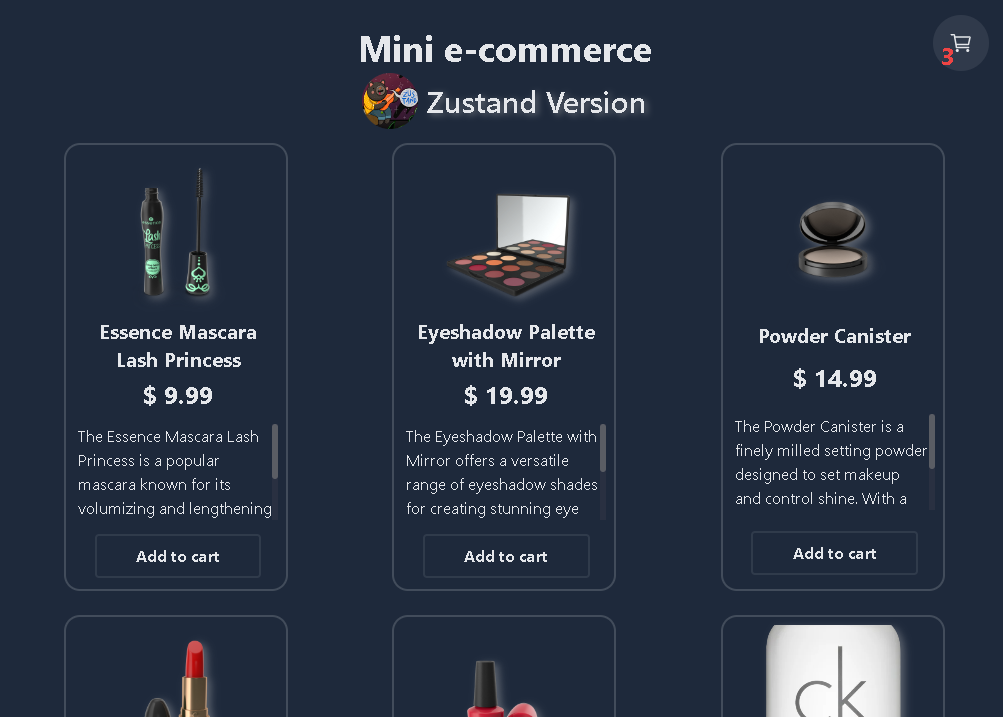 Mini e-commerce
3
ZUS TAND
Zustand Version
Lash
Essence Mascara
Lash Princess
$ 9.99
The Essence Mascara Lash
Princess is a popular
mascara known for its
volumizing and lengthening
Add to cart
Eyeshadow Palette
with Mirror
$ 19.99
The Eyeshadow Palette with
Mirror offers a versatile
range of eyeshadow shades
for creating stunning eye
Add to cart
Powder Canister
$ 14.99
The Powder Canister is a
finely milled setting powder
designed to set makeup
and control shine. With a
Add to cart
ck